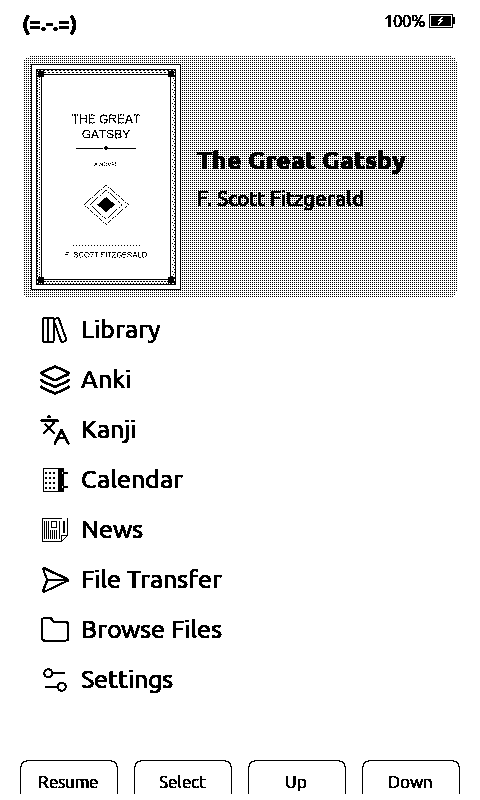 (=.-.=)
100%
THE GREAT
GATSBY
A NOVEL
F. SCOTT FITZGERALD
The Great Gatsby
F. Scott Fitzgerald
Library
Anki
Kanji
Calendar
News
File Transfer
Browse Files
Settings
Resume Select Up Down